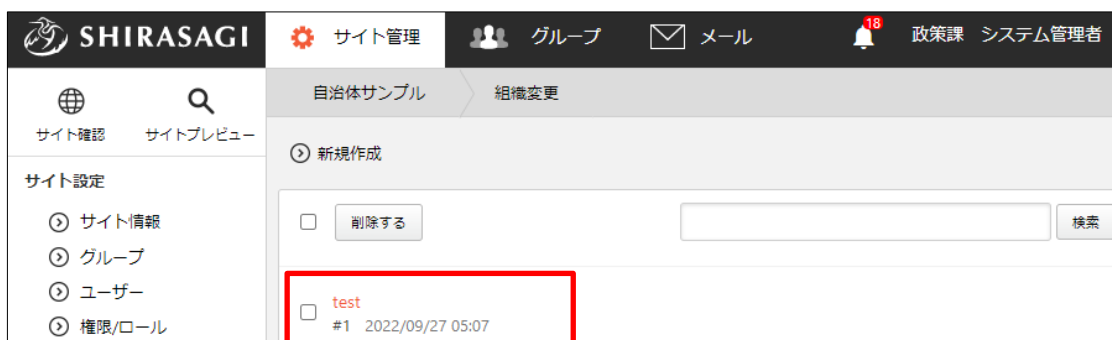 SHIRASAGI サイト管理 グループ メール 18 政策課 システム管理者
サイト確認 サイトプレビュー
自治体サンプル 組織変更
新規作成
サイト設定
サイト情報
グループ
ユーザー
権限/ロール
削除する 検索
test
#1 2022/09/27 05:07